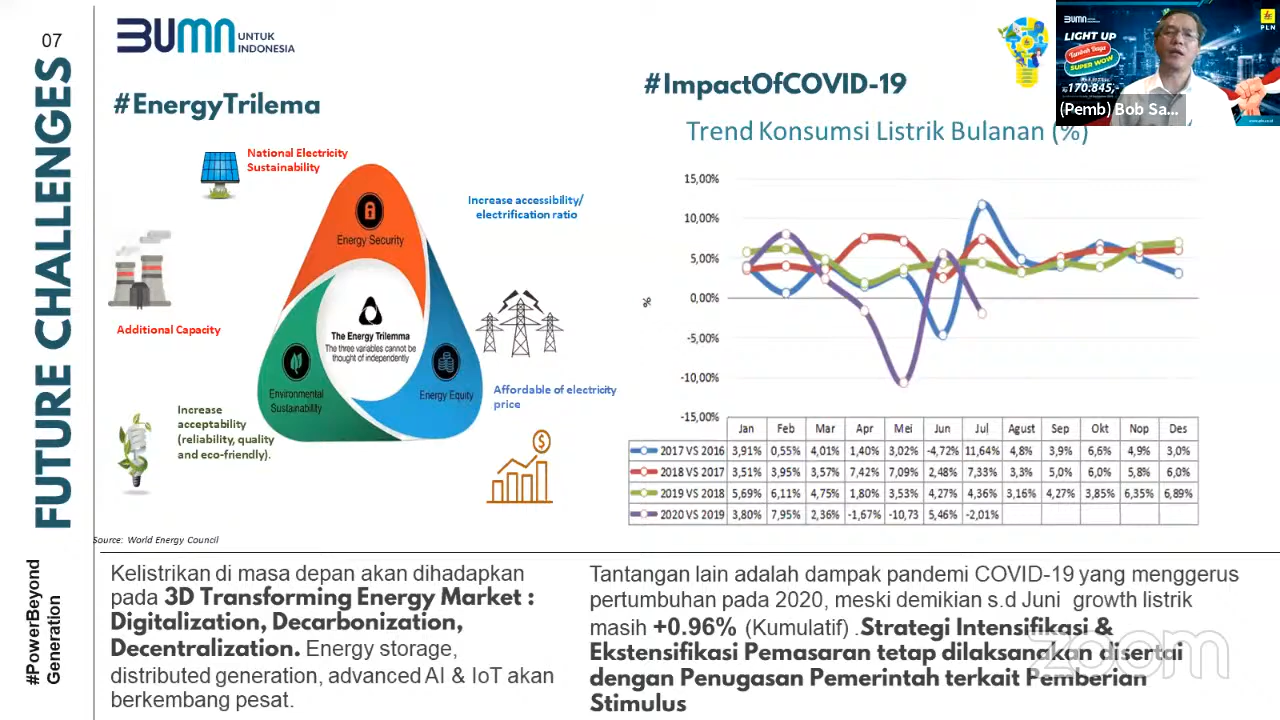 07
FUTURE CHALLENGES
#PowerBeyond
Generation
BUMN
UNTUK
INDONESIA
#EnergyTrilema
National Electricity
Sustainability
Increase accessibility/
electrification ratio
Energy Security
Additional Capacity
The Energy Trilemma
The three variables cannot be
thought of independently
Environmental
Sustainability
Energy Equity
Affordable of electricity
price
Increase
acceptability
(reliability, quality
and eco-friendly).
$
Source: World Energy Council
Kelistrikan di masa depan akan dihadapkan
pada 3D Transforming Energy Market :
Digitalization, Decarbonization,
Decentralization. Energy storage,
distributed generation, advanced AI & IoT akan
berkembang pesat.
#ImpactOfCOVID-19
Trend Konsumsi Listrik Bulanan (%)
15,00%
10,00%
5,00%
0,00%
-5,00%
-10,00%
-15,00%
%
Jan Feb Mar Apr Mei Jun Jul Agust Sep Okt Nop Des
2017 VS 2016 3,91% 0,55% 4,01% 1,40% 3,02% -4,72% 11,64% 4,8% 3,9% 6,6% 4,9% 3,0%
2018 VS 2017 3,51% 3,95% 3,57% 7,42% 7,09% 2,48% 7,33% 3,3% 5,0% 6,0% 5,8% 6,0%
2019 VS 2018 5,69% 6,11% 4,75% 1,80% 3,53% 4,27% 4,36% 3,16% 4,27% 3,85% 6,35% 6,89%
2020 VS 2019 3,80% 7,95% 2,36% -1,67% -10,73 5,46% -2,01%
Tantangan lain adalah dampak pandemi COVID-19 yang menggerus
pertumbuhan pada 2020, meski demikian s.d Juni growth listrik
masih +0.96% (Kumulatif) .Strategi Intensifikasi &
Ekstensifikasi Pemasaran tetap dilaksanakan disertai
dengan Penugasan Pemerintah terkait Pemberian
Stimulus
zoom
BUMN
PLN
LIGHT UP
Tambah Daya
SUPER WOW
170.845,-
(Pemb) Bob Sa...